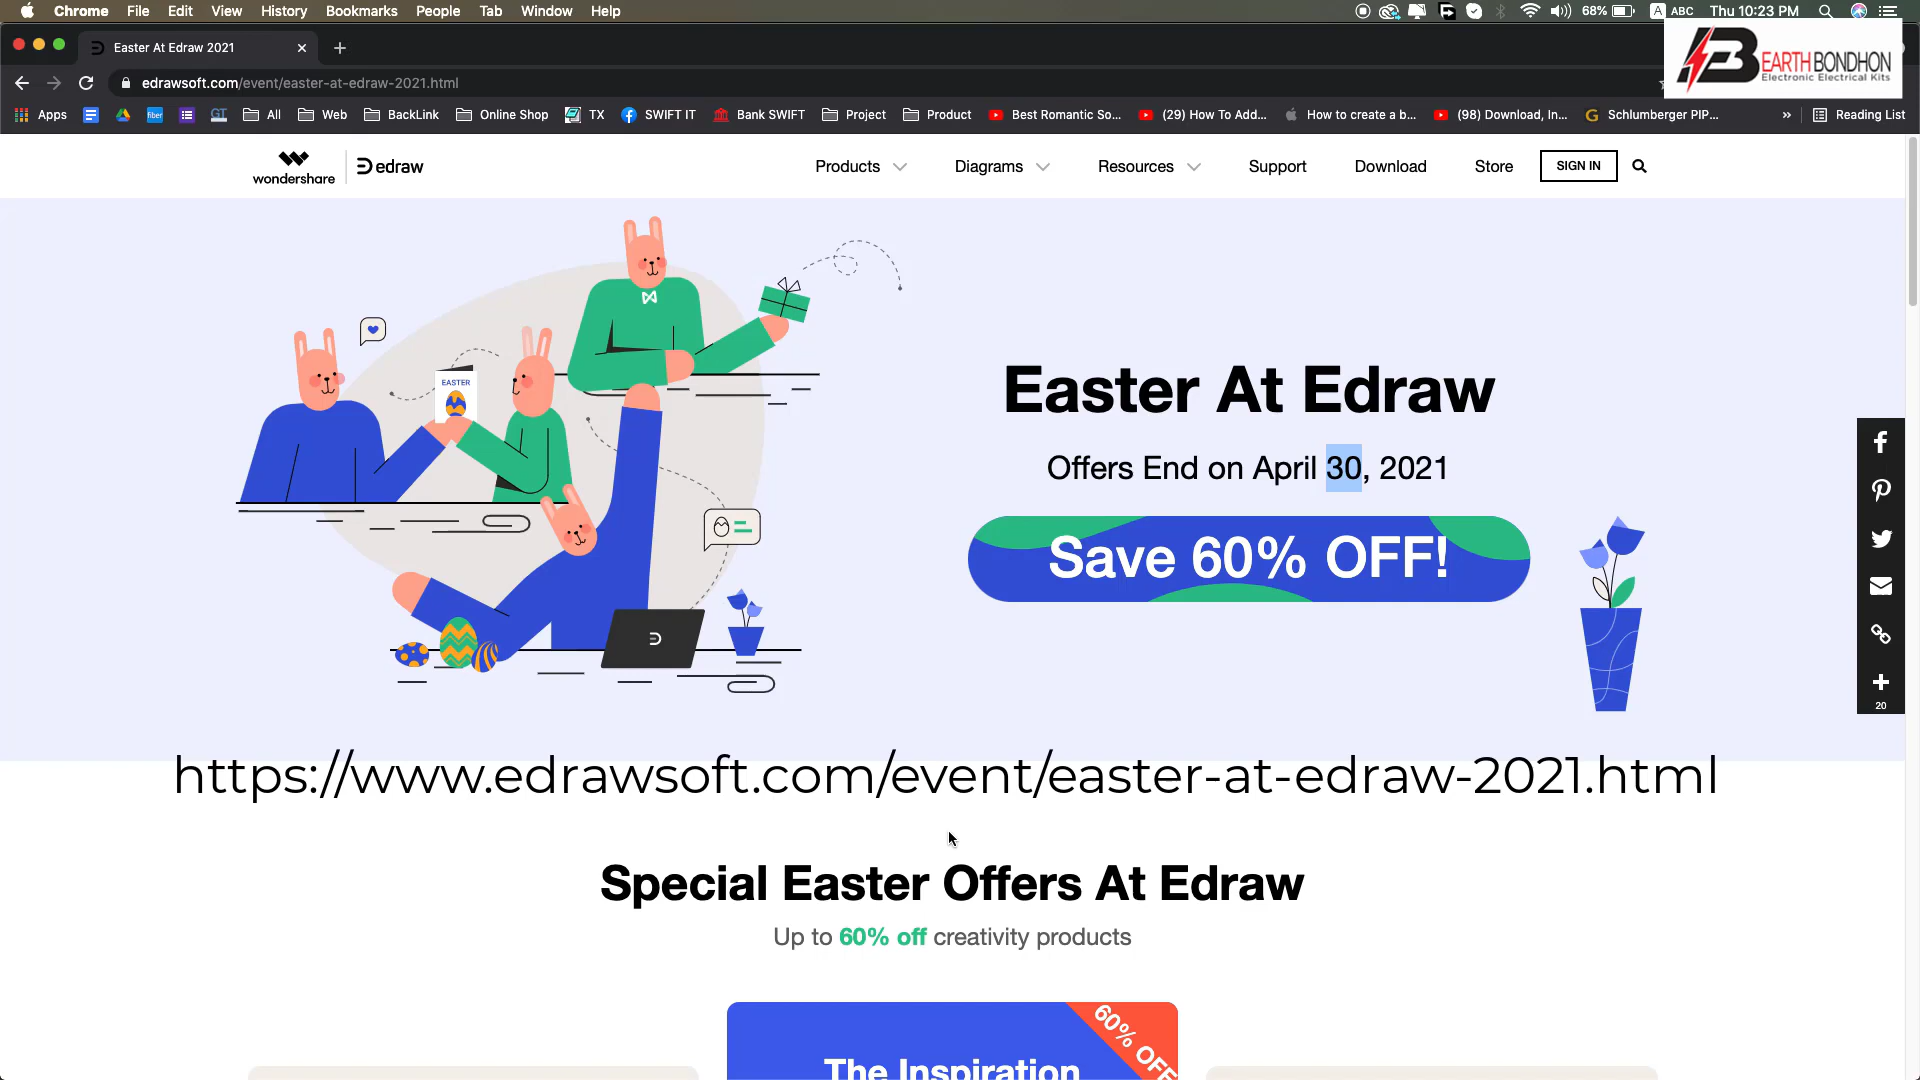 Chrome File Edit View History Bookmarks People Tab Window Help
68% A ABC Thu 10:23 PM
Easter At Edraw 2021
EARTHBONDHON
Electronic Electrical Kits
edrawsoft.com/event/easter-at-edraw-2021.html
Apps fiber GT All Web BackLink Online Shop TX SWIFT IT Bank SWIFT Project Product Best Romantic So... (29) How To Add... How to create a b... (98) Download, In... Schlumberger PIP... » Reading List
wondershare edraw
Products Diagrams Resources Support Download Store SIGN IN
EASTER
Easter At Edraw
Offers End on April 30, 2021
Save 60% OFF!
20
https://www.edrawsoft.com/event/easter-at-edraw-2021.html
Special Easter Offers At Edraw
Up to 60% off creativity products
60% OFF
The Inspiration